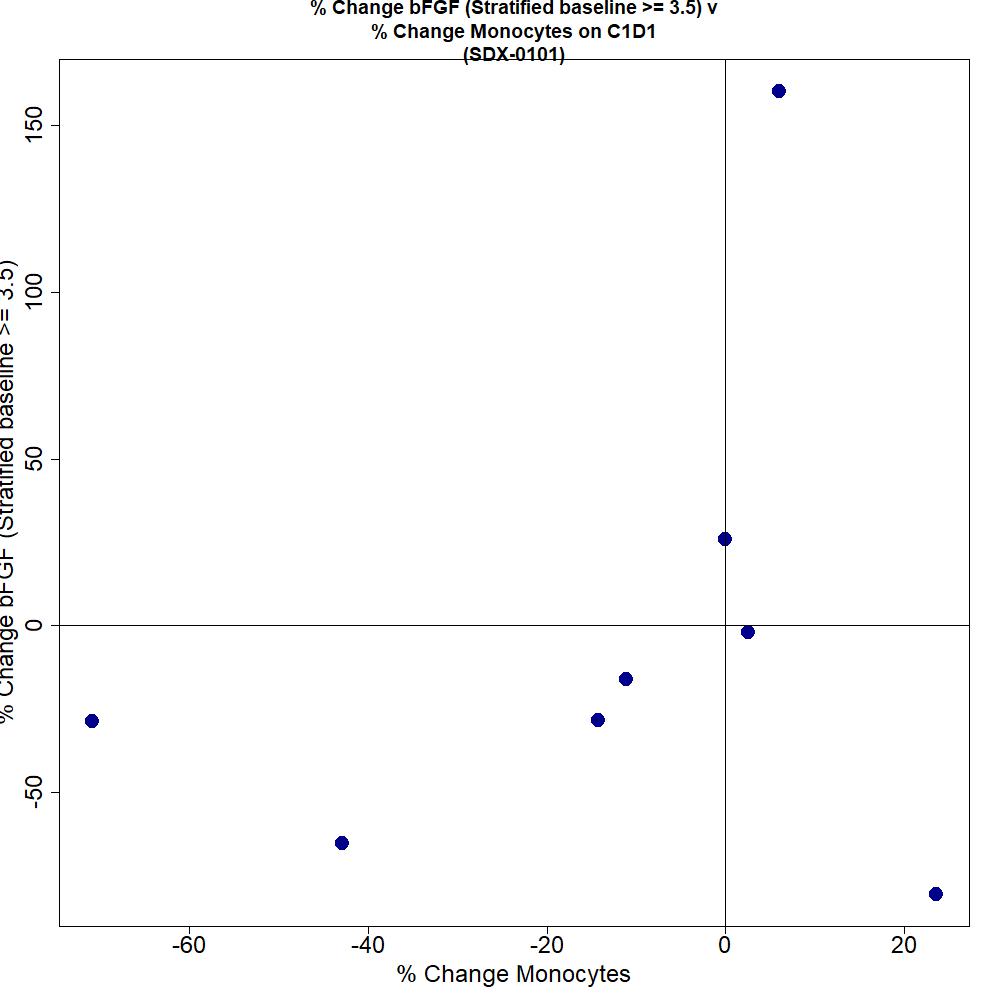 % Change bFGF (Stratified baseline >= 3.5) v
% Change Monocytes on C1D1
(SDX-0101)
% Change bFGF (Stratified baseline >= 3.5)
150
100
50
0
-50
-60
-40
-20
0
20
% Change Monocytes